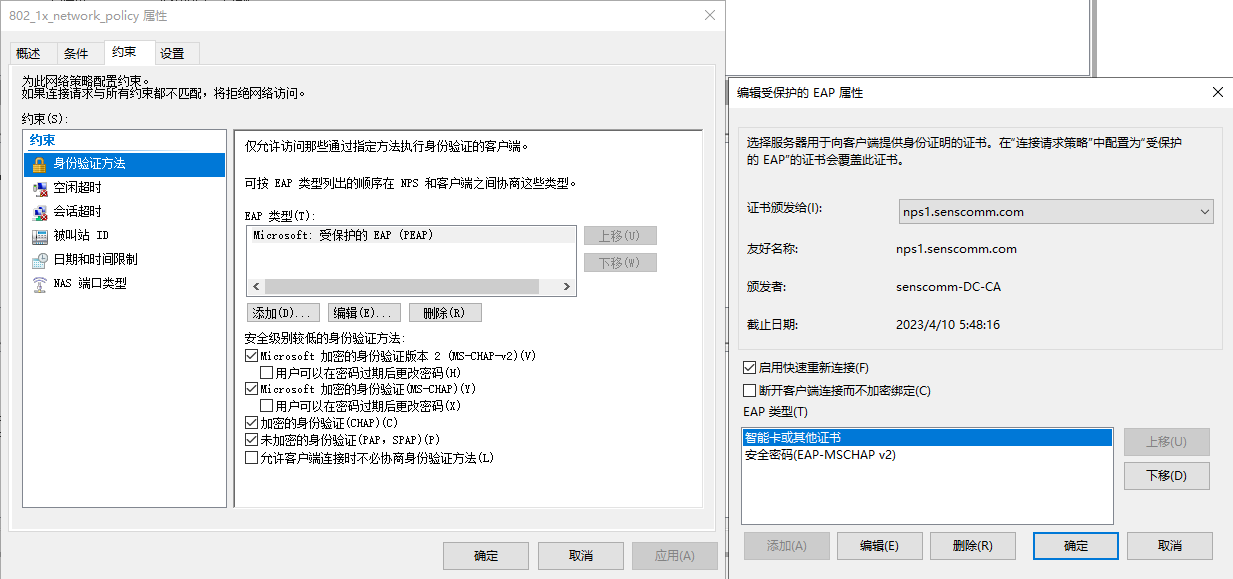 802_1x_network_policy 属性
概述
条件
约束
设置
为此网络策略配置约束。
如果连接请求与所有约束都不匹配，将拒绝网络访问。
约束(S):
约束
身份验证方法
空闲超时
会话超时
被叫站 ID
日期和时间限制
NAS 端口类型
仅允许访问那些通过指定方法执行身份验证的客户端。
可按 EAP 类型列出的顺序在 NPS 和客户端之间协商这些类型。
EAP 类型(T):
Microsoft: 受保护的 EAP (PEAP)
上移(U)
下移(W)
添加(D)...
编辑(E)...
删除(R)
安全级别较低的身份验证方法:
Microsoft 加密的身份验证版本 2 (MS-CHAP-v2)(V)
用户可以在密码过期后更改密码(H)
Microsoft 加密的身份验证(MS-CHAP)(Y)
用户可以在密码过期后更改密码(X)
加密的身份验证(CHAP)(C)
未加密的身份验证(PAP，SPAP)(P)
允许客户端连接时不必协商身份验证方法(L)
确定
取消
应用(A)
编辑受保护的 EAP 属性
选择服务器用于向客户端提供身份证明的证书。在"连接请求策略"中配置为"受保护
的 EAP"的证书会覆盖此证书。
证书颁发给(I):
nps1.senscomm.com
友好名称:
nps1.senscomm.com
颁发者:
senscomm-DC-CA
截止日期:
2023/4/10 5:48:16
启用快速重新连接(F)
断开客户端连接而不加密绑定(C)
EAP 类型(T)
智能卡或其他证书
安全密码(EAP-MSCHAP v2)
上移(U)
下移(D)
添加(A)
编辑(E)
删除(R)
确定
取消